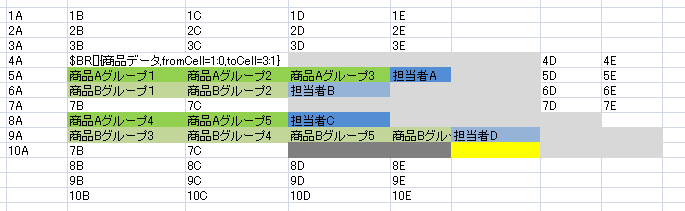 1A 1B 1C 1D 1E
2A 2B 2C 2D 2E
3A 3B 3C 3D 3E
4A $BR[]{商品データ,fromCell=1:0,toCell=3:1} 4D 4E
5A 商品Aグループ1 商品Aグループ2 商品Aグループ3 担当者A 5D 5E
6A 商品Bグループ1 商品Bグループ2 担当者B 6D 6E
7A 7B 7C 7D 7E
8A 商品Aグループ4 商品Aグループ5 担当者C
9A 商品Bグループ3 商品Bグループ4 商品Bグループ5 商品Bグル 担当者D
10A 7B 7C
8B 8C 8D 8E
9B 9C 9D 9E
10B 10C 10D 10E